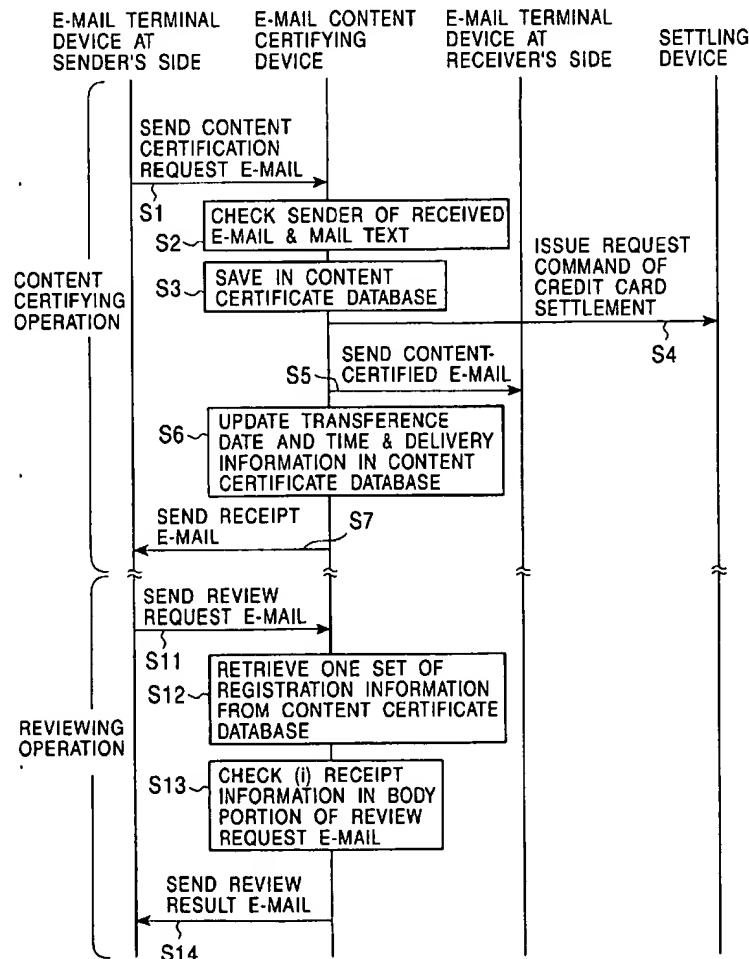 E-MAIL TERMINAL
DEVICE AT
SENDER'S SIDE
E-MAIL CONTENT
CERTIFYING
DEVICE
E-MAIL TERMINAL
DEVICE AT
RECEIVER'S SIDE
SETTLING
DEVICE
CONTENT
CERTIFYING
OPERATION
SEND CONTENT
CERTIFICATION
REQUEST E-MAIL
S1
S2
CHECK SENDER OF RECEIVED
E-MAIL & MAIL TEXT
S3
SAVE IN CONTENT
CERTIFICATE DATABASE
ISSUE REQUEST
COMMAND OF
CREDIT CARD
SETTLEMENT
S4
SEND CONTENT-
CERTIFIED E-MAIL
S5
S6
UPDATE TRANSFERENCE
DATE AND TIME & DELIVERY
INFORMATION IN CONTENT
CERTIFICATE DATABASE
SEND RECEIPT
E-MAIL
S7
REVIEWING
OPERATION
SEND REVIEW
REQUEST E-MAIL
S11
S12
RETRIEVE ONE SET OF
REGISTRATION INFORMATION
FROM CONTENT CERTIFICATE
DATABASE
S13
CHECK (i) RECEIPT
INFORMATION IN BODY
PORTION OF REVIEW
REQUEST E-MAIL
SEND REVIEW
RESULT E-MAIL
S14